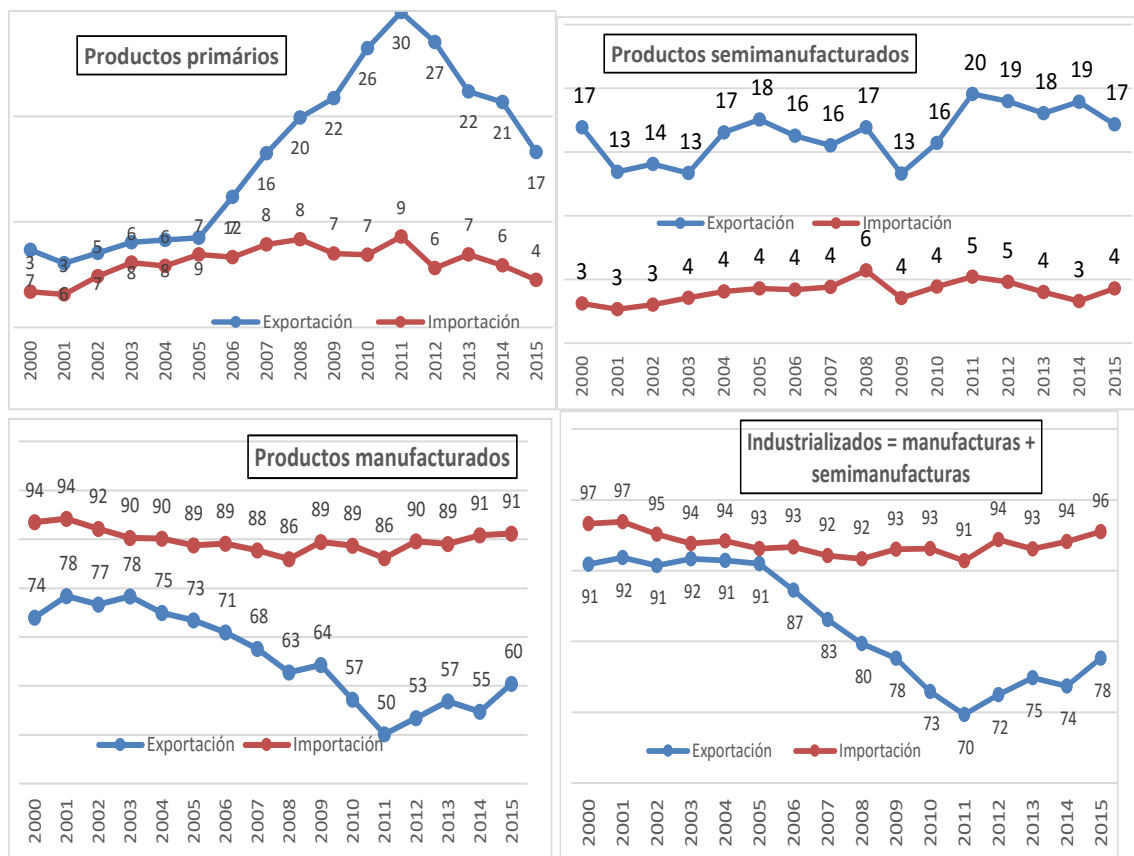 Productos primários
7 6 7 8 8 9 12 16 20 22 26 30 27 22 21 17
3 3 5 6 6 7 7 8 8 7 7 9 6 7 6 4
Exportación Importación
2000 2001 2002 2003 2004 2005 2006 2007 2008 2009 2010 2011 2012 2013 2014 2015
Productos semimanufacturados
17 13 14 13 17 18 16 16 17 13 16 20 19 18 19 17
Exportación Importación
3 3 3 4 4 4 4 4 6 4 4 5 5 4 3 4
2000 2001 2002 2003 2004 2005 2006 2007 2008 2009 2010 2011 2012 2013 2014 2015
Productos manufacturados
94 94 92 90 90 89 89 88 86 89 89 86 90 89 91 91
74 78 77 78 75 73 71 68 63 64 57 50 53 57 55 60
Exportación Importación
2000 2001 2002 2003 2004 2005 2006 2007 2008 2009 2010 2011 2012 2013 2014 2015
Industrializados = manufacturas +
semimanufacturas
97 97 95 94 94 93 93 92 92 93 93 91 94 93 94 96
91 92 91 92 91 91 87 83 80 78 73 70 72 75 74 78
Exportación Importación
2000 2001 2002 2003 2004 2005 2006 2007 2008 2009 2010 2011 2012 2013 2014 2015